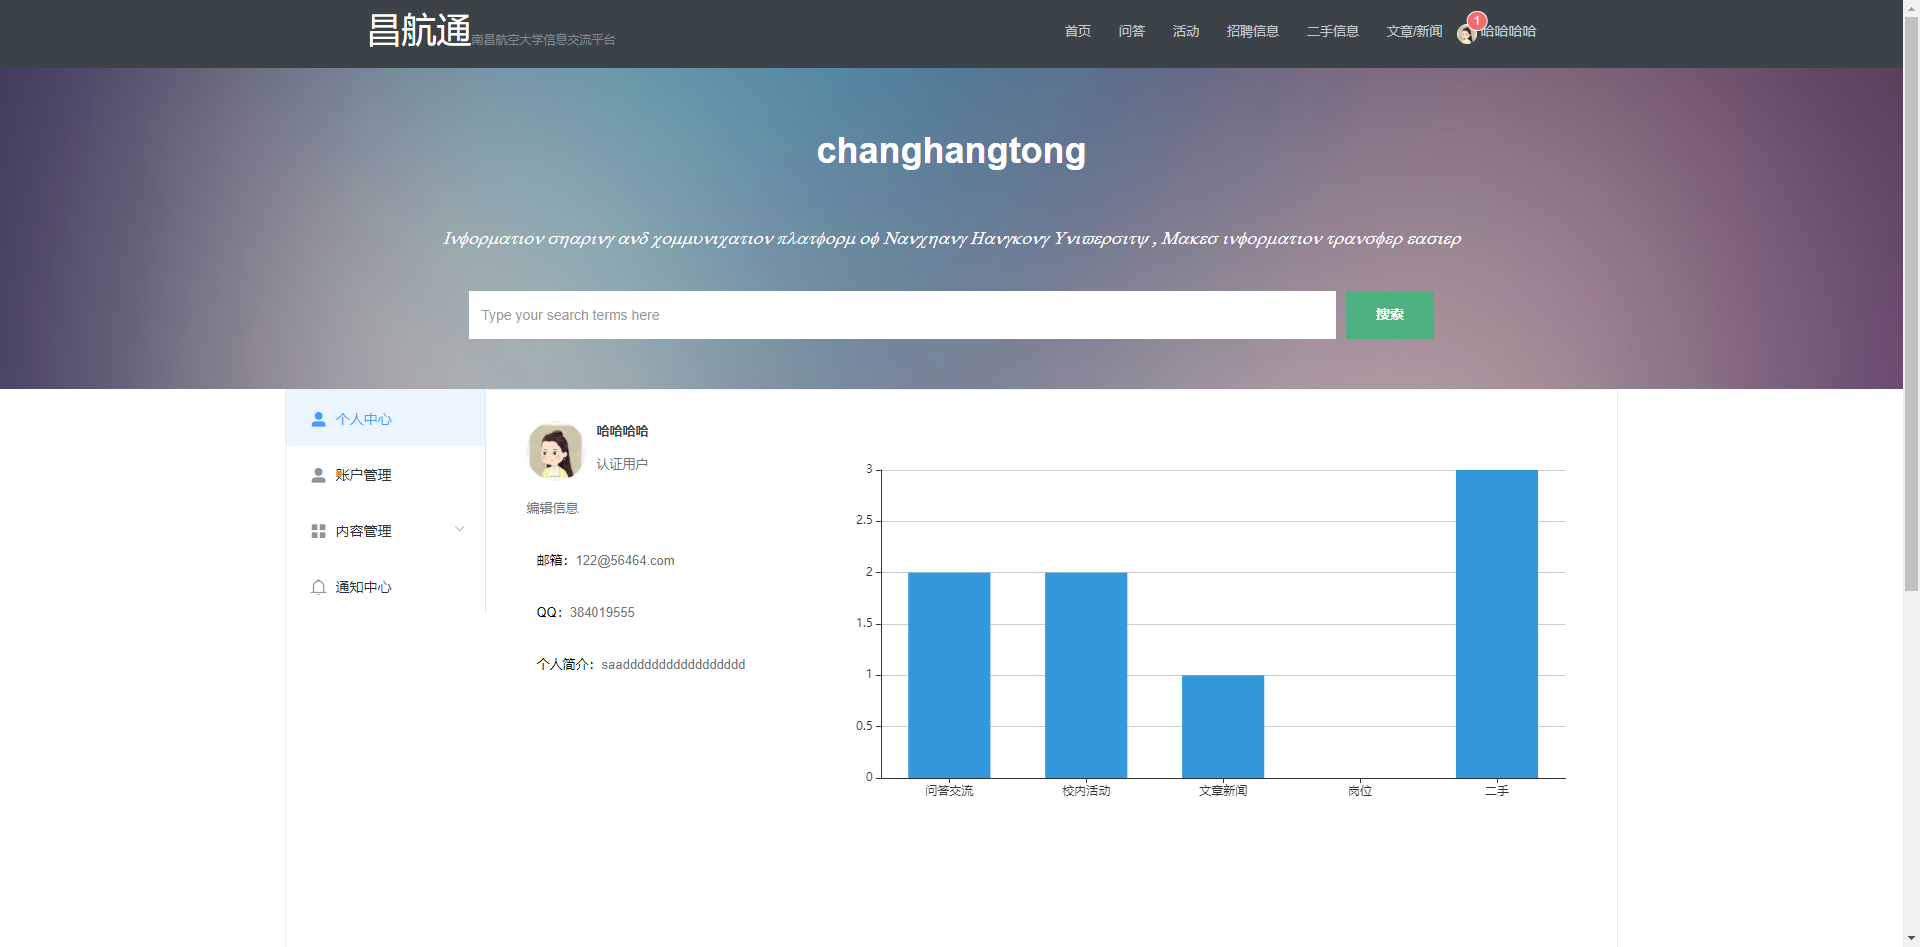 昌航通南昌航空大学信息交流平台
首页 问答 活动 招聘信息 二手信息 文章/新闻 1 哈哈哈哈
changhangtong
Ινφορματιον σηαρινγ ανδ χομμυνιχατιον πλατφορμ οφ Νανχηανγ Ηανγκονγ Υνιϖερσιτψ , Μακεσ ινφορματιον τρανσφερ εασιερ
Type your search terms here 搜索
个人中心
账户管理
内容管理
通知中心
哈哈哈哈
认证用户
编辑信息
邮箱：122@56464.com
QQ：384019555
个人简介：saaddddddddddddddddd
3
2.5
2
1.5
1
0.5
0
问答交流 校内活动 文章新闻 岗位 二手